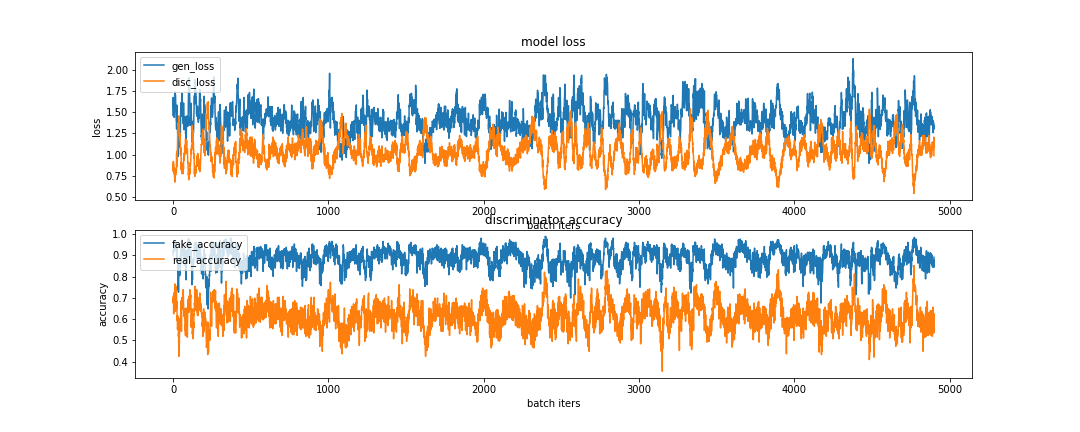 model loss
2.00
1.75
1.50
1.25
1.00
0.75
0.50
loss
gen_loss
disc_loss
0 1000 2000 3000 4000 5000
batch iters
discriminator accuracy
1.0
0.9
0.8
0.7
0.6
0.5
0.4
accuracy
fake_accuracy
real_accuracy
0 1000 2000 3000 4000 5000
batch iters